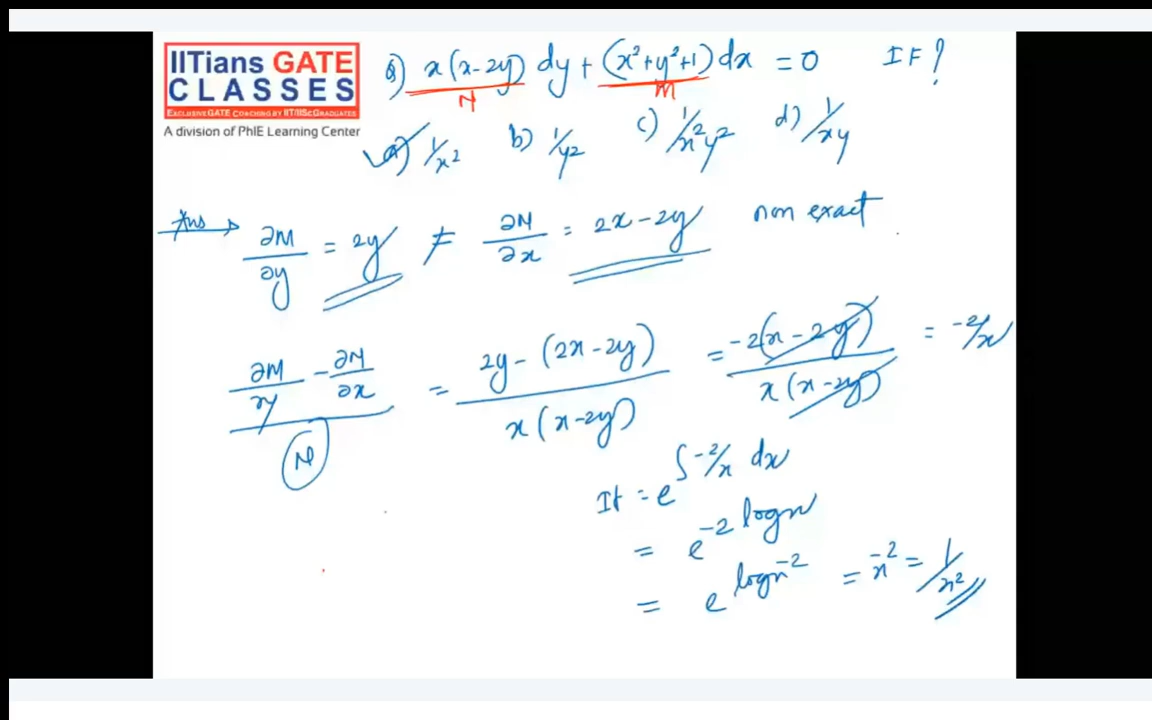 IITians GATE
CLASSES
EXCLUSIVE GATE COACHING BY IIT/IISc GRADUATES
A division of PhIE Learning Center
Q) x(x-2y) dy + (x²+y²+1) dx = 0 IF?
N M
a) 1/x² b) 1/y² c) 1/x²y² d) 1/xy
Ans → ∂M/∂y = 2y ≠ ∂N/∂x = 2x-2y non exact
(∂M/∂y - ∂N/∂x)/N = (2y-(2x-2y))/(x(x-2y)) = -2(x-2y)/(x(x-2y)) = -2/x
If = e^∫-2/x dx
= e^-2 logx
= e^logx^-2 = x^-2 = 1/x²